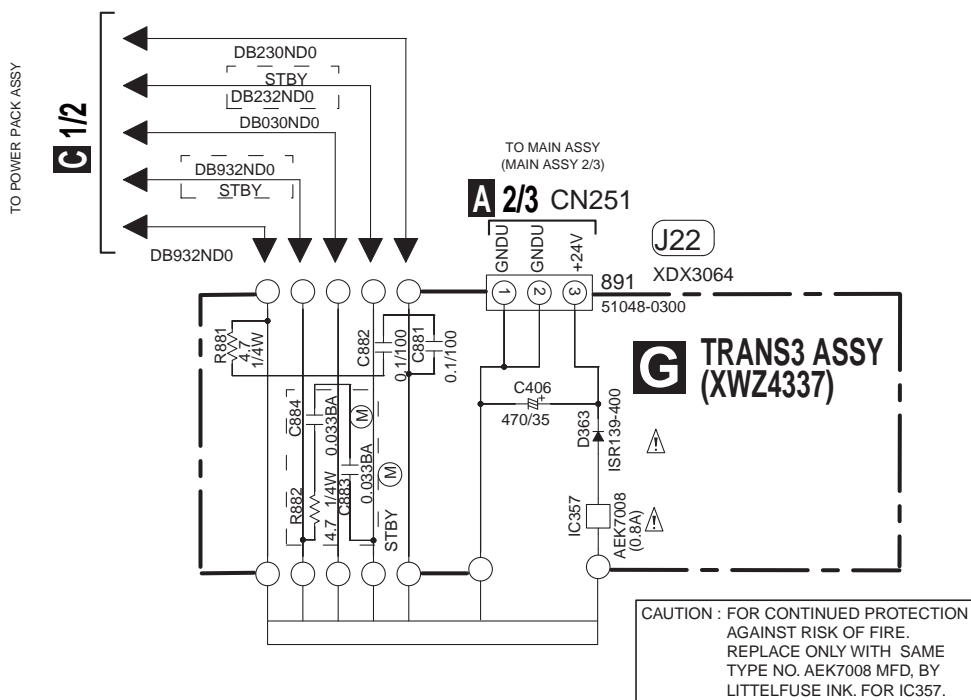 TO POWER PACK ASSY
C 1/2
DB230ND0
STBY
DB232ND0
DB030ND0
DB932ND0
STBY
DB932ND0
TO MAIN ASSY
(MAIN ASSY 2/3)
A 2/3 CN251
GNDU
GNDU
+24V
1
2
3
891
51048-0300
J22
XDX3064
G TRANS3 ASSY
(XWZ4337)
R881
4.7
1/4W
C882
0.1/100
C881
0.1/100
C884
0.033BA
M
R882
4.7 1/4W
C883
0.033BA
M
STBY
C406
+
470/35
D363
ISR139-400
!
IC357
AEK7008
(0.8A)
!
CAUTION : FOR CONTINUED PROTECTION
AGAINST RISK OF FIRE.
REPLACE ONLY WITH SAME
TYPE NO. AEK7008 MFD, BY
LITTELFUSE INK. FOR IC357.